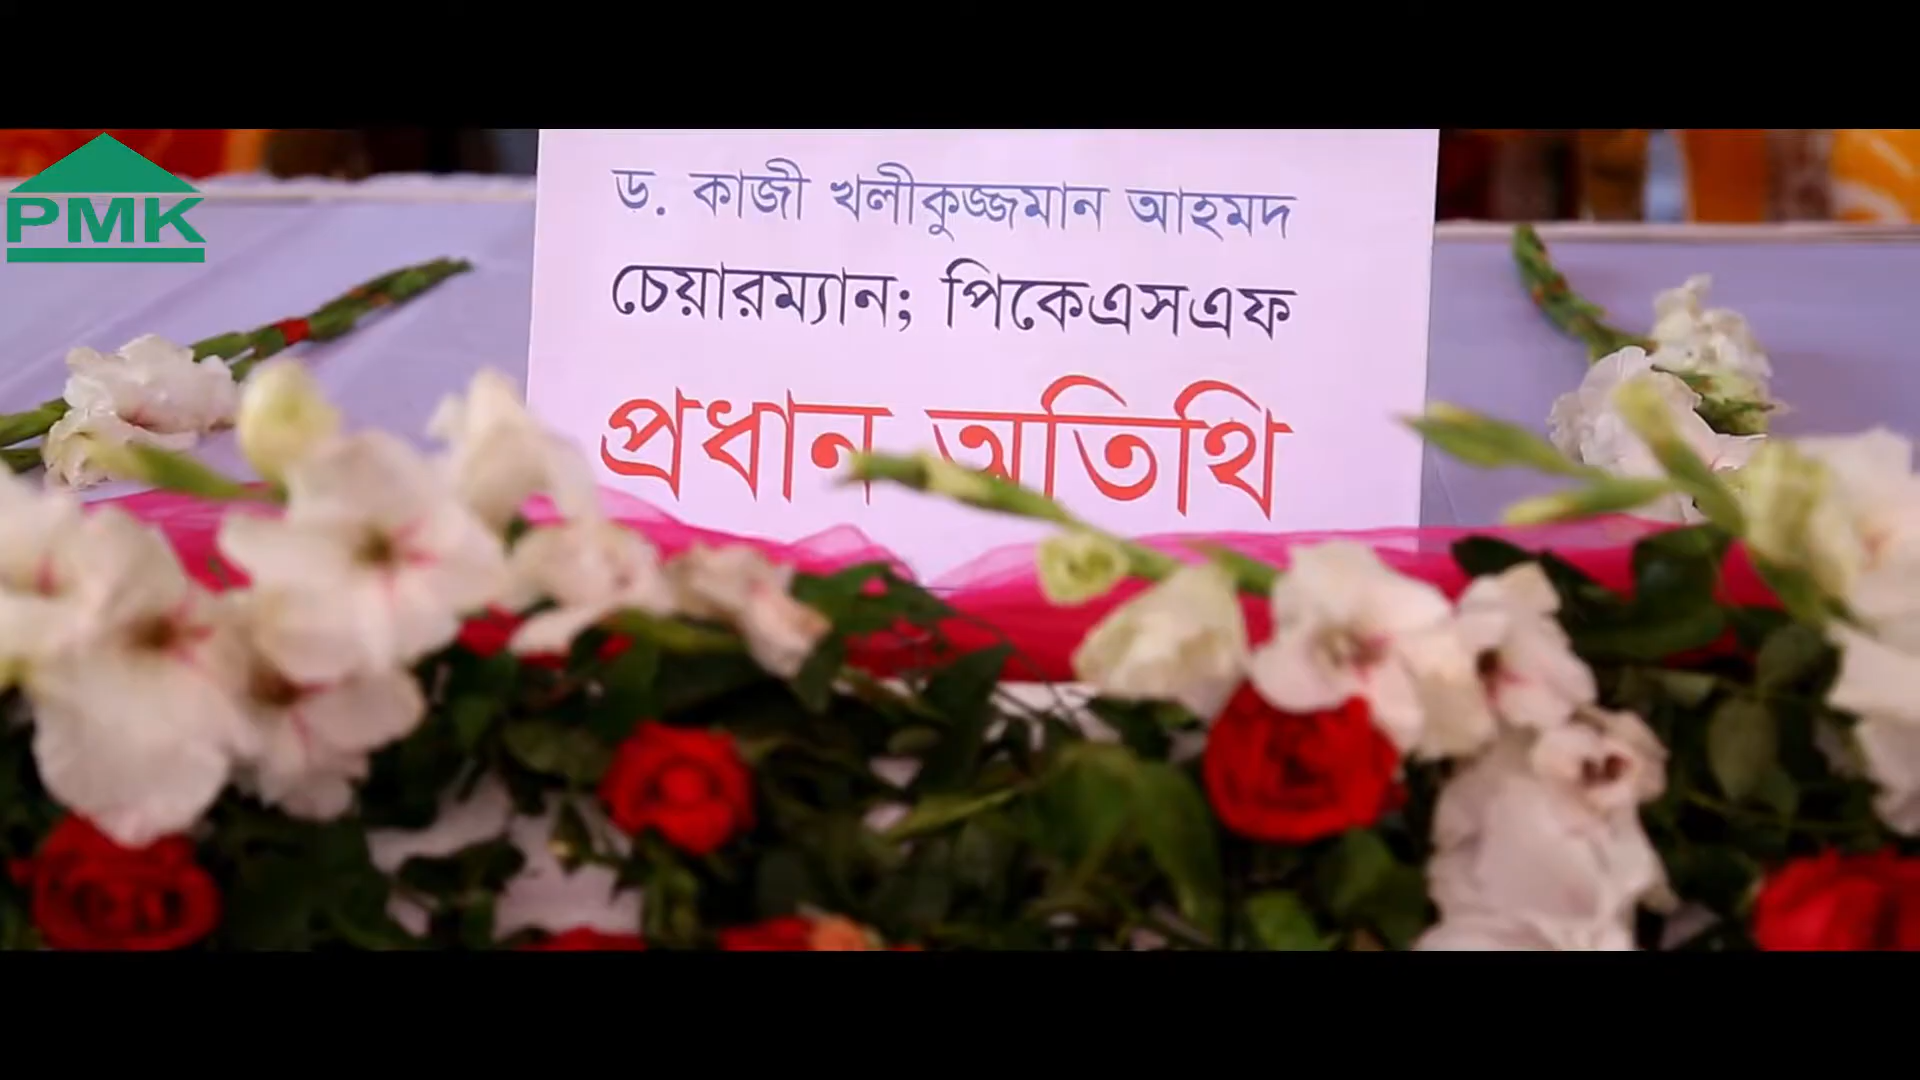 PMK
ড. কাজী খলীকুজ্জমান আহমদ
চেয়ারম্যান; পিকেএসএফ
প্রধান অতিথি